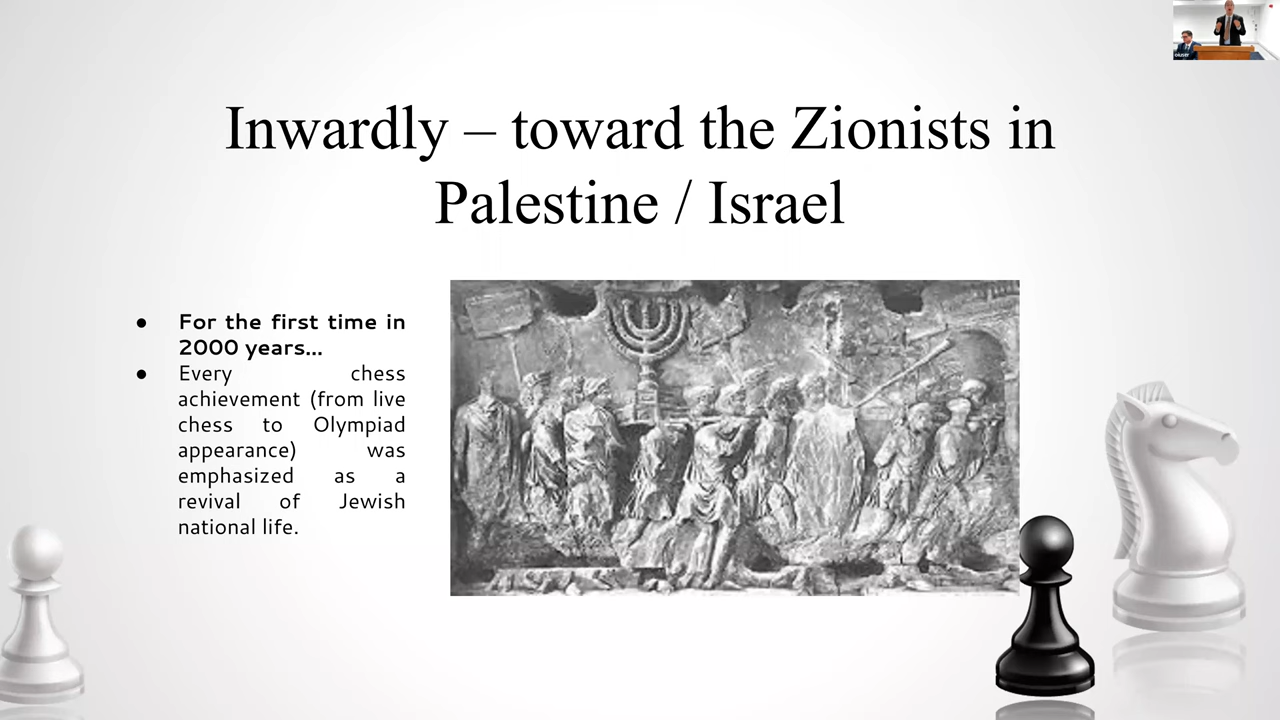 Inwardly – toward the Zionists in
Palestine / Israel
● For the first time in
2000 years...
● Every chess
achievement (from live
chess to Olympiad
appearance) was
emphasized as a
revival of Jewish
national life.